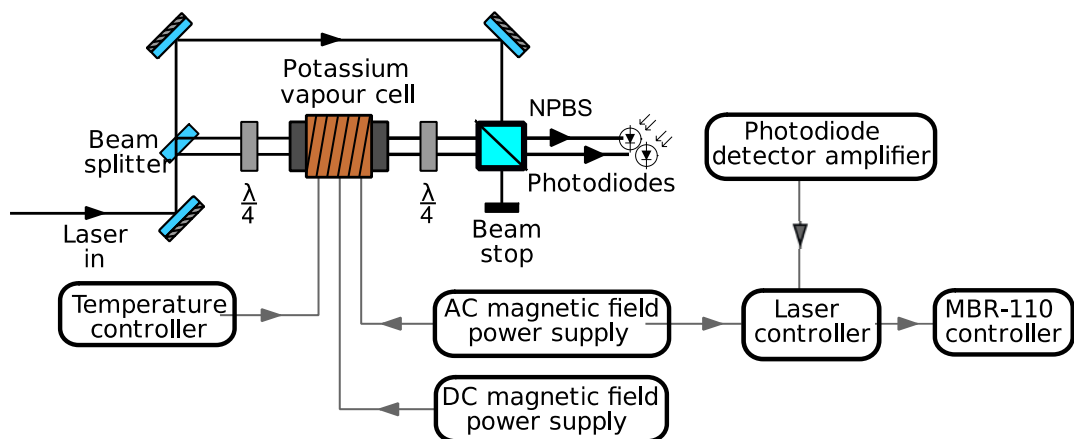 Potassium
vapour cell
NPBS
Beam
splitter
Photodiodes
λ
4
λ
4
Laser
in
Beam
stop
Photodiode
detector amplifier
Temperature
controller
AC magnetic field
power supply
Laser
controller
MBR-110
controller
DC magnetic field
power supply